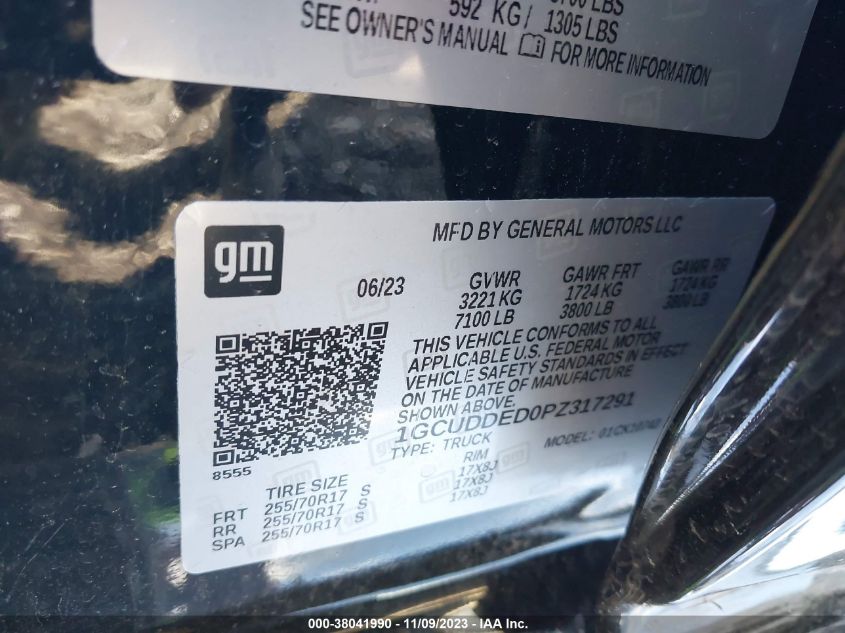 592 KG/ 1305 LBS
SEE OWNER'S MANUAL FOR MORE INFORMATION
gm
MFD BY GENERAL MOTORS LLC
06/23 GVWR GAWR FRT GAWR RR
3221 KG 1724 KG 1724 KG
7100 LB 3800 LB 3800 LB
THIS VEHICLE CONFORMS TO ALL
APPLICABLE U.S. FEDERAL MOTOR
VEHICLE SAFETY STANDARDS IN EFFECT
ON THE DATE OF MANUFACTURE
SHOWN ABOVE.
1GCUDDED0PZ317291
TYPE: TRUCK MODEL:
8555
TIRE SIZE RIM
FRT 255/70R17 S 17X8J
RR 255/70R17 S 17X8J
SPA 255/70R17 S 17X8J
000-38041990 - 11/09/2023 - IAA Inc.